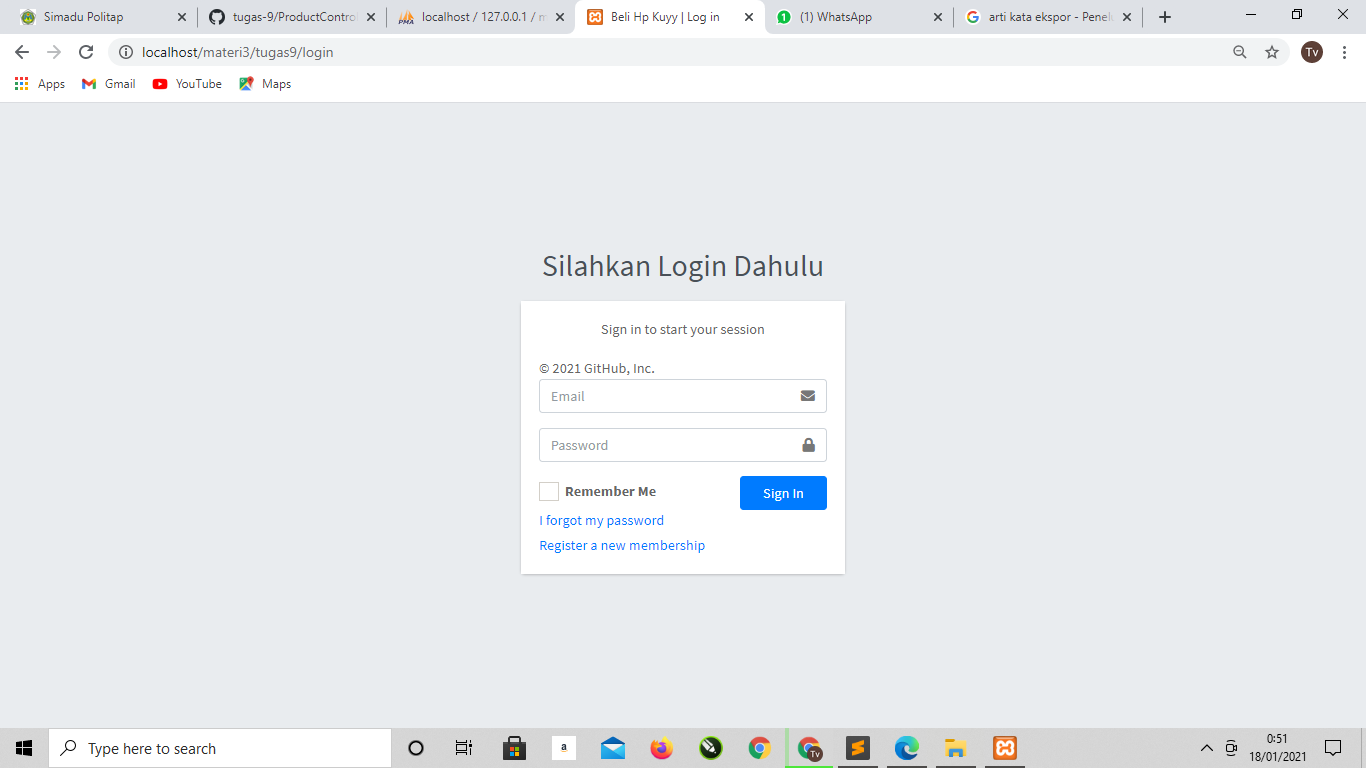 Simadu Politap
tugas-9/ProductContro
localhost / 127.0.0.1 / m
Beli Hp Kuyy | Log in
(1) WhatsApp
arti kata ekspor - Penel
localhost/materi3/tugas9/login
Tv
Apps
Gmail
YouTube
Maps
Silahkan Login Dahulu
Sign in to start your session
© 2021 GitHub, Inc.
Email
Password
Remember Me
Sign In
I forgot my password
Register a new membership
Type here to search
a
Tv
0:51
18/01/2021